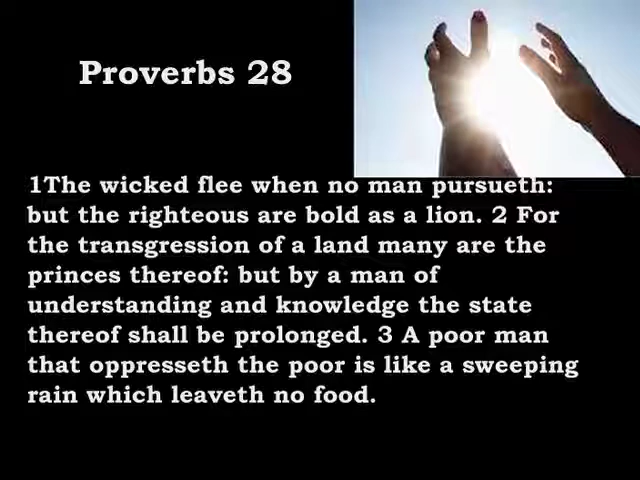 Proverbs 28
1The wicked flee when no man pursueth:
but the righteous are bold as a lion. 2 For
the transgression of a land many are the
princes thereof: but by a man of
understanding and knowledge the state
thereof shall be prolonged. 3 A poor man
that oppresseth the poor is like a sweeping
rain which leaveth no food.